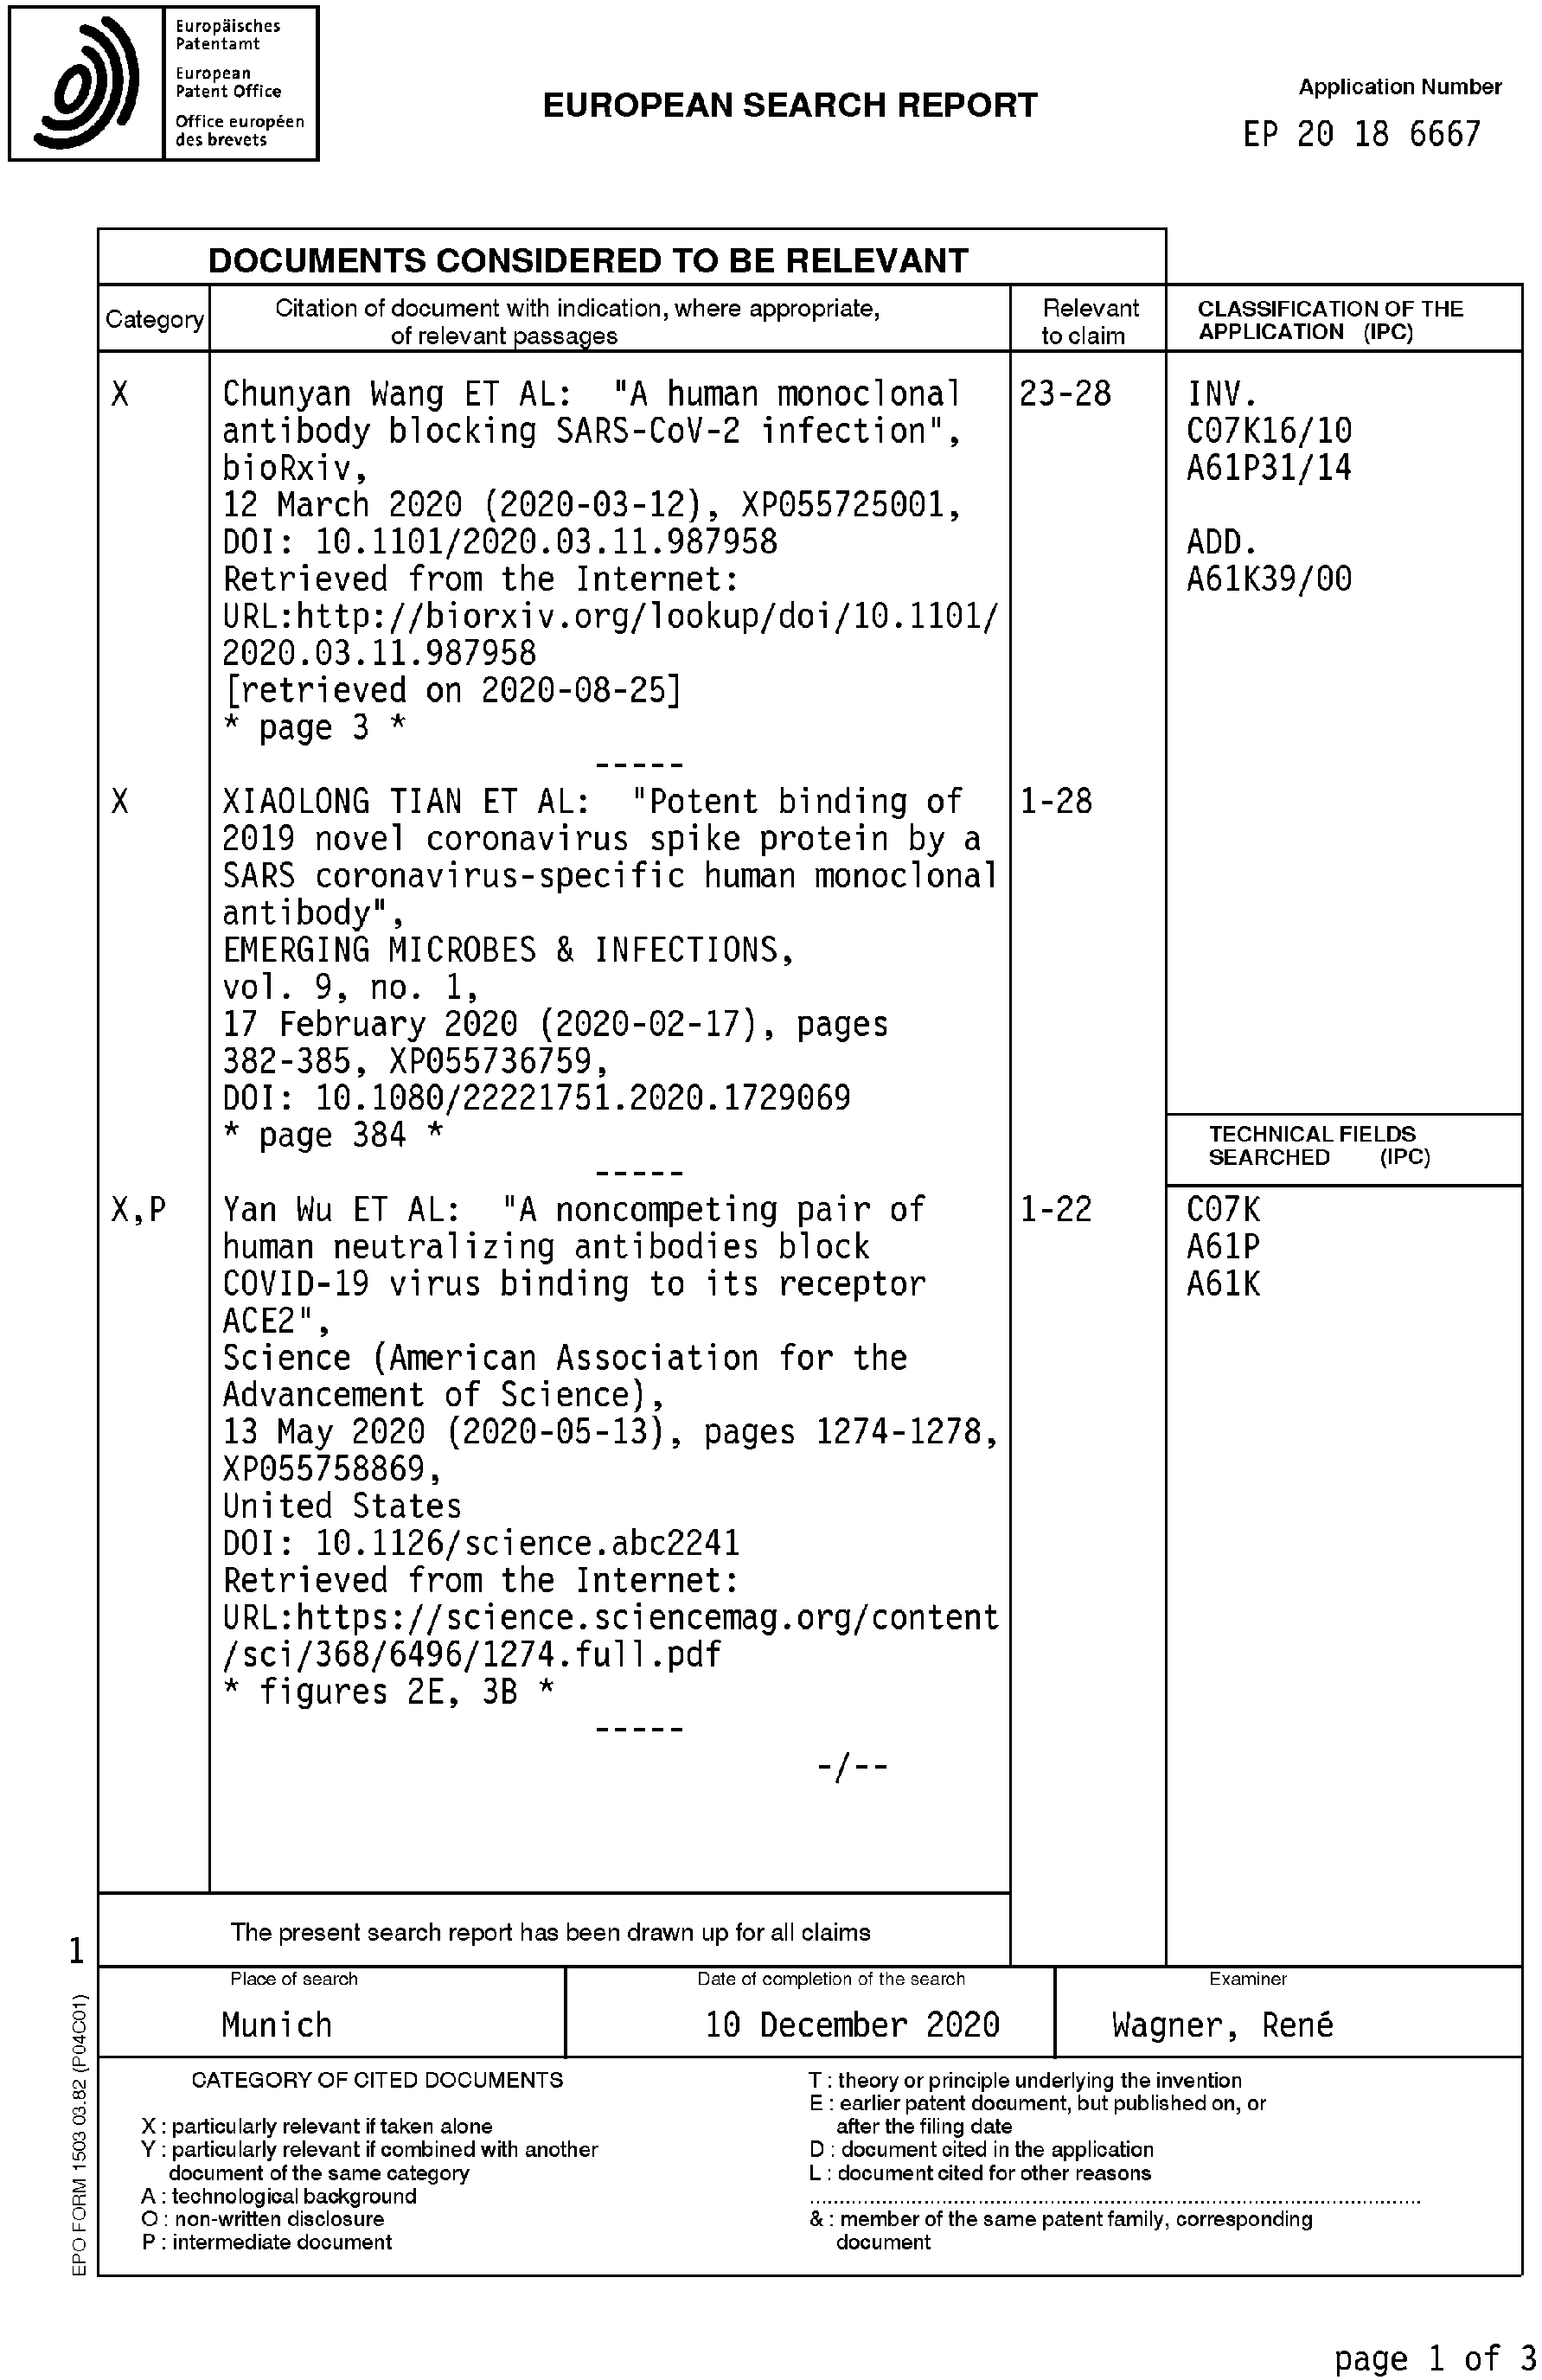 Europäisches
Patentamt
European
Patent Office
Office européen
des brevets
EUROPEAN SEARCH REPORT
Application Number
EP 20 18 6667
DOCUMENTS CONSIDERED TO BE RELEVANT
Category
Citation of document with indication, where appropriate,
of relevant passages
Relevant
to claim
CLASSIFICATION OF THE
APPLICATION (IPC)
X
Chunyan Wang ET AL: "A human monoclonal
antibody blocking SARS-CoV-2 infection",
bioRxiv,
12 March 2020 (2020-03-12), XP055725001,
DOI: 10.1101/2020.03.11.987958
Retrieved from the Internet:
URL:http://biorxiv.org/lookup/doi/10.1101/
2020.03.11.987958
[retrieved on 2020-08-25]
* page 3 *
-----
23-28
INV.
C07K16/10
A61P31/14
ADD.
A61K39/00
X
XIAOLONG TIAN ET AL: "Potent binding of
2019 novel coronavirus spike protein by a
SARS coronavirus-specific human monoclonal
antibody",
EMERGING MICROBES & INFECTIONS,
vol. 9, no. 1,
17 February 2020 (2020-02-17), pages
382-385, XP055736759,
DOI: 10.1080/22221751.2020.1729069
* page 384 *
-----
1-28
TECHNICAL FIELDS
SEARCHED (IPC)
X,P
Yan Wu ET AL: "A noncompeting pair of
human neutralizing antibodies block
COVID-19 virus binding to its receptor
ACE2",
Science (American Association for the
Advancement of Science),
13 May 2020 (2020-05-13), pages 1274-1278,
XP055758869,
United States
DOI: 10.1126/science.abc2241
Retrieved from the Internet:
URL:https://science.sciencemag.org/content
/sci/368/6496/1274.full.pdf
* figures 2E, 3B *
-----
-/--
1-22
C07K
A61P
A61K
The present search report has been drawn up for all claims
1
Place of search
Munich
Date of completion of the search
10 December 2020
Examiner
Wagner, René
CATEGORY OF CITED DOCUMENTS
X : particularly relevant if taken alone
Y : particularly relevant if combined with another
document of the same category
A : technological background
O : non-written disclosure
P : intermediate document
T : theory or principle underlying the invention
E : earlier patent document, but published on, or
after the filing date
D : document cited in the application
L : document cited for other reasons
& : member of the same patent family, corresponding
document
EPO FORM 1503 03.82 (P04C01)
page 1 of 3